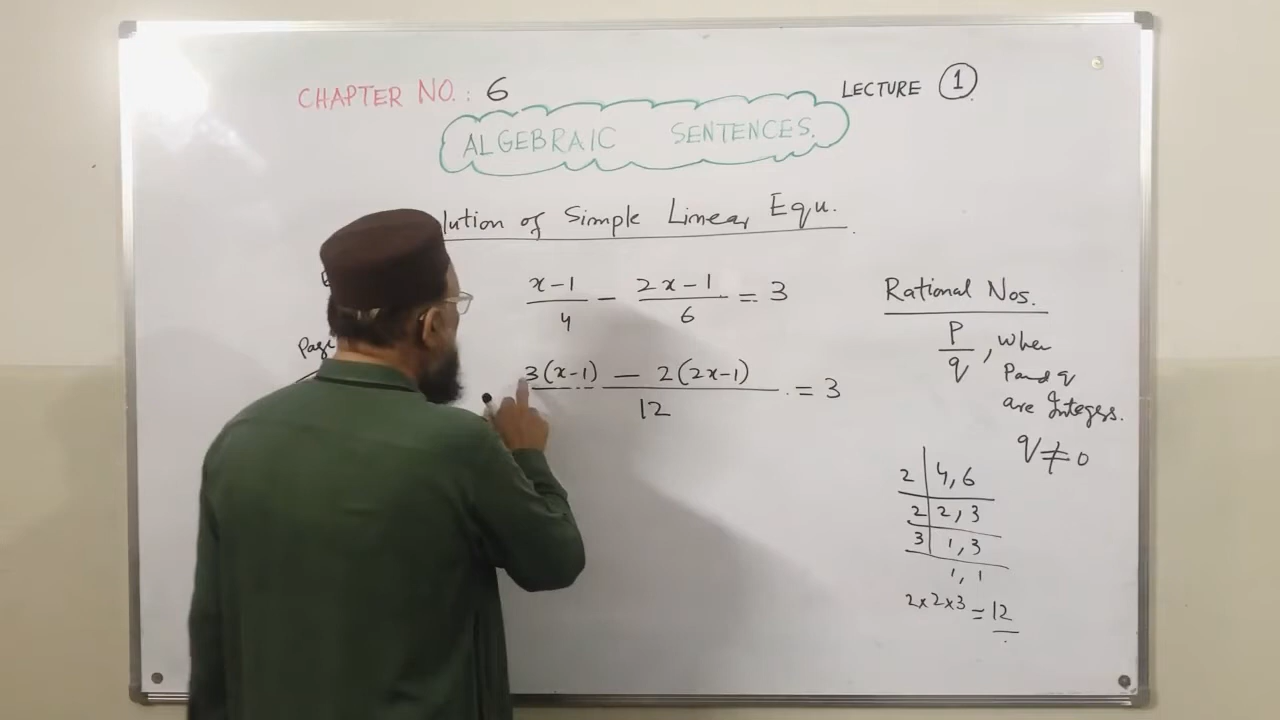 CHAPTER NO.: 6
LECTURE 1
ALGEBRAIC SENTENCES.
lution of Simple Linear Equ.
x-1/4 - 2x-1/6 = 3
3(x-1) - 2(2x-1)/12 = 3
Rational Nos.
P/q, when
P and q
are Integers.
q ≠ 0
2 | 4, 6
2 | 2, 3
3 | 1, 3
1, 1
2x2x3 = 12